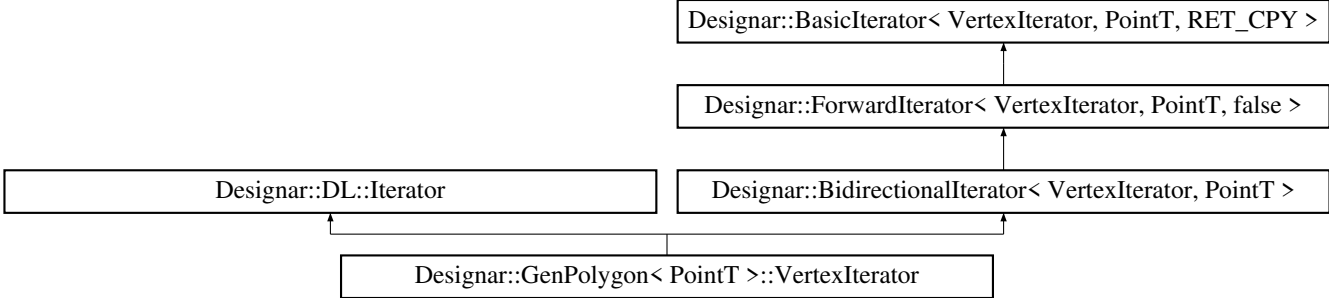 Designar::BasicIterator< VertexIterator, PointT, RET_CPY >
Designar::ForwardIterator< VertexIterator, PointT, false >
Designar::DL::Iterator
Designar::BidirectionalIterator< VertexIterator, PointT >
Designar::GenPolygon< PointT >::VertexIterator